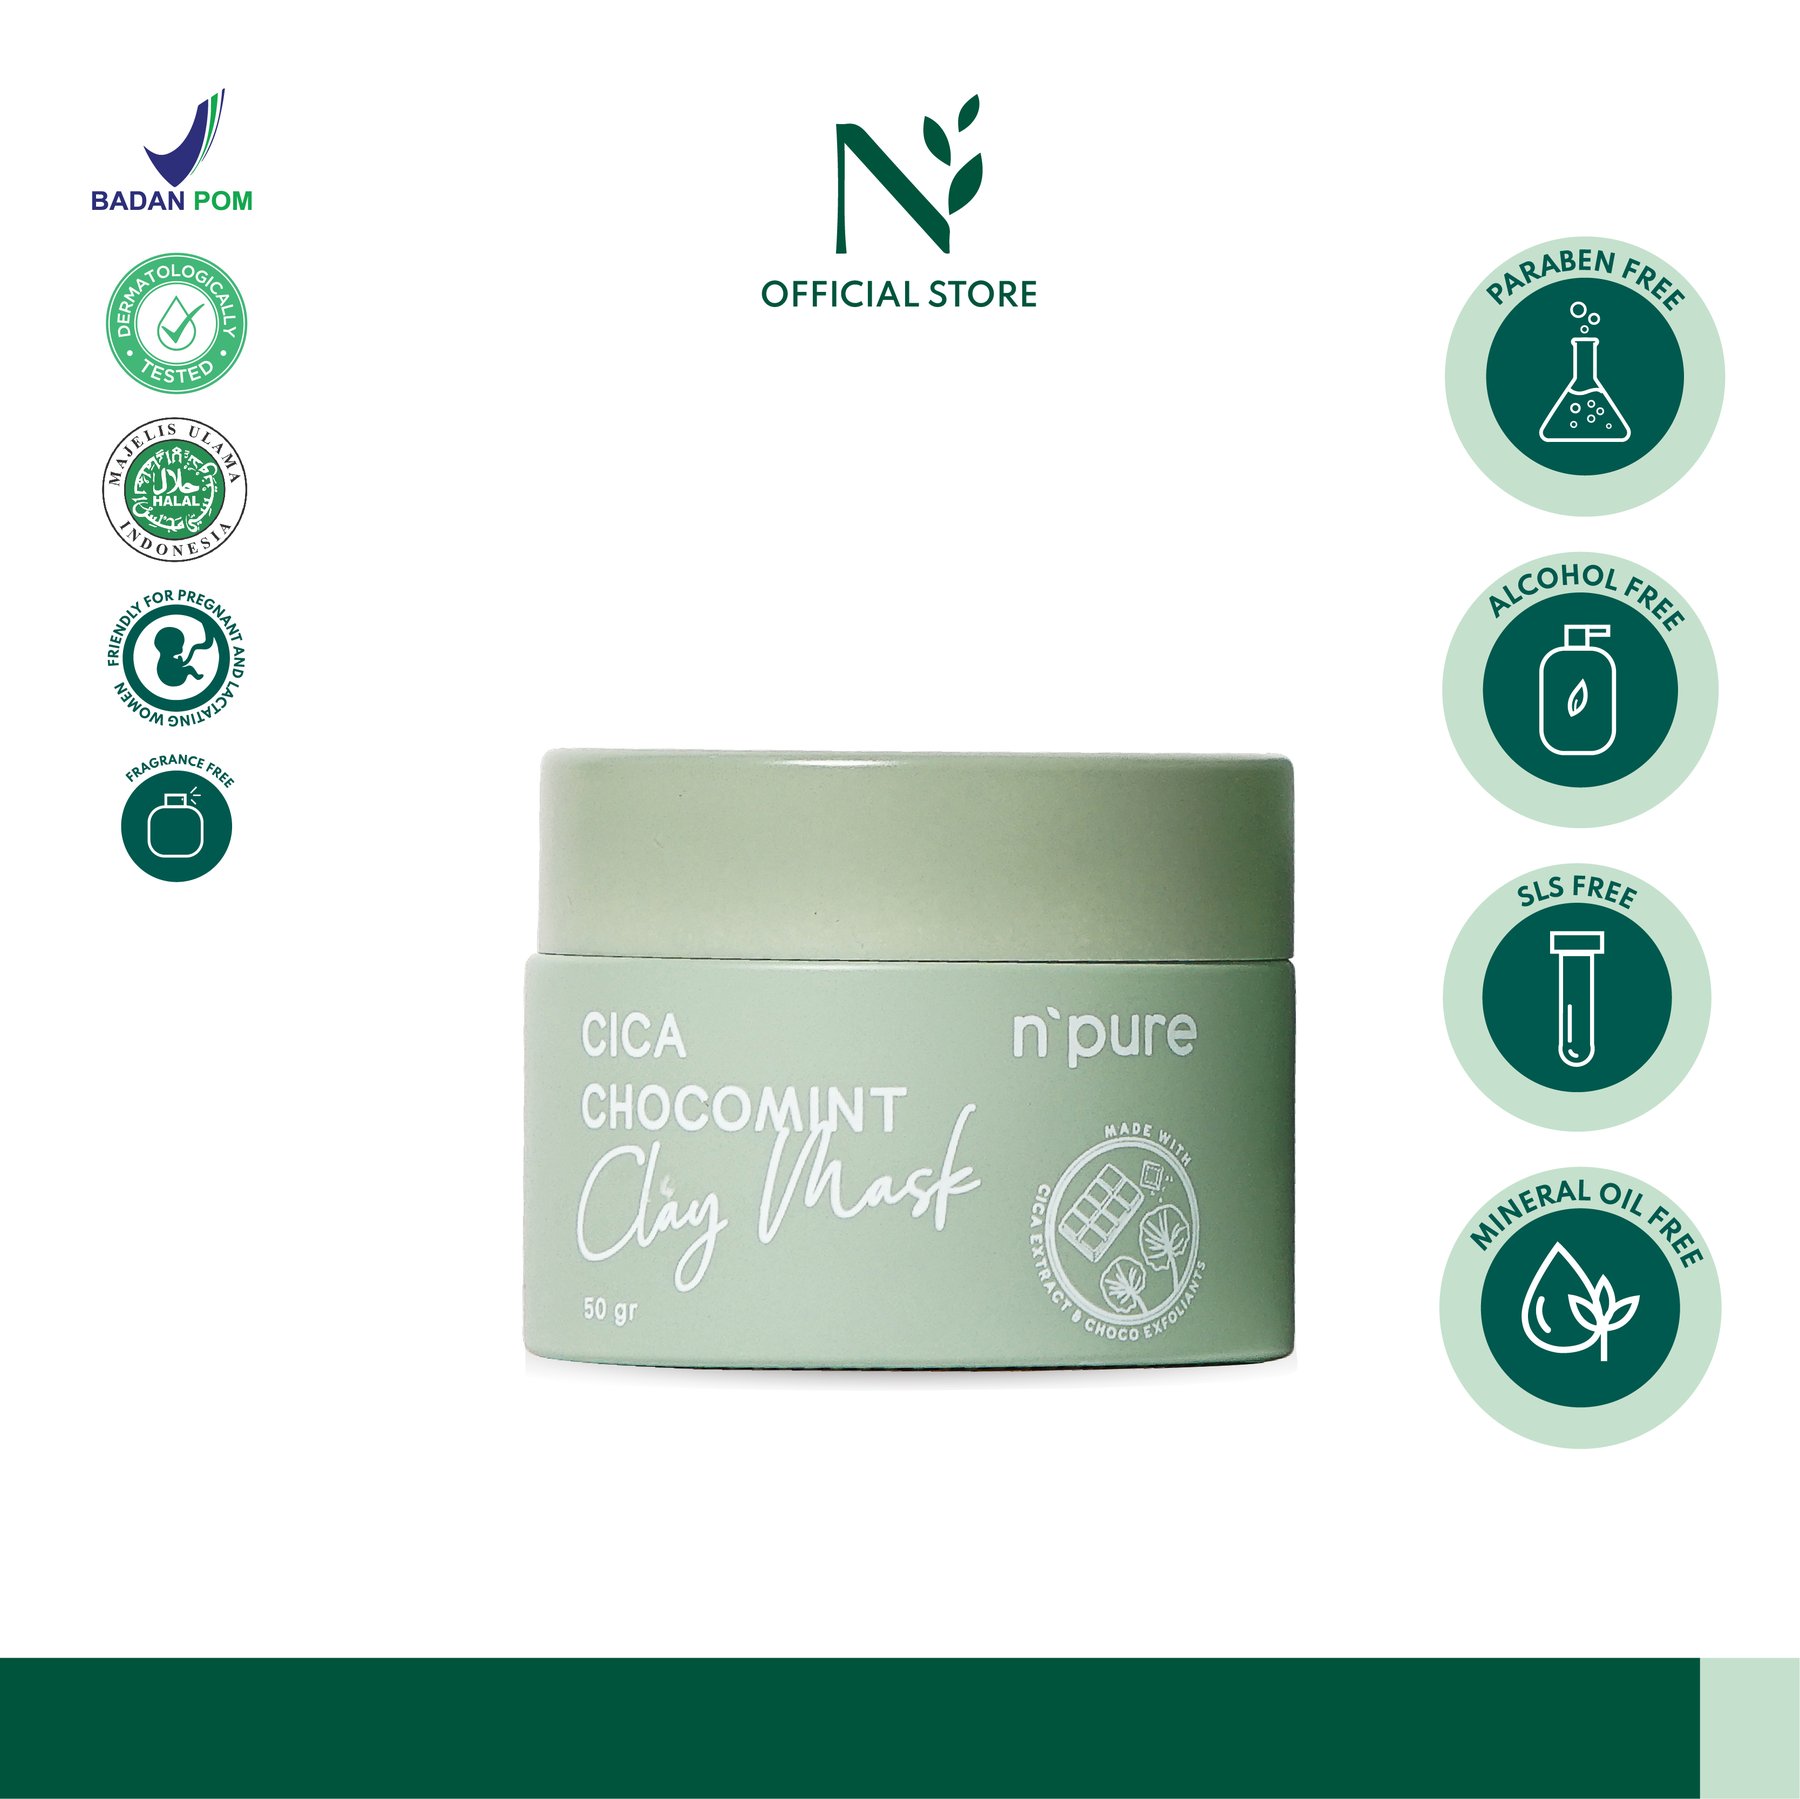 BADAN POM
DERMATOLOGICALLY
TESTED
MAJELIS ULAMA
حلال
HALAL
INDONESIA
FRIENDLY FOR PREGNANT AND LACTATING WOMEN
FRAGRANCE FREE
N
OFFICIAL STORE
CICA
CHOCOMINT
Clay Mask
50 gr
n`pure
MADE WITH
CICA EXTRACT & CHOCO EXFOLIANTS
PARABEN FREE
ALCOHOL FREE
SLS FREE
MINERAL OIL FREE